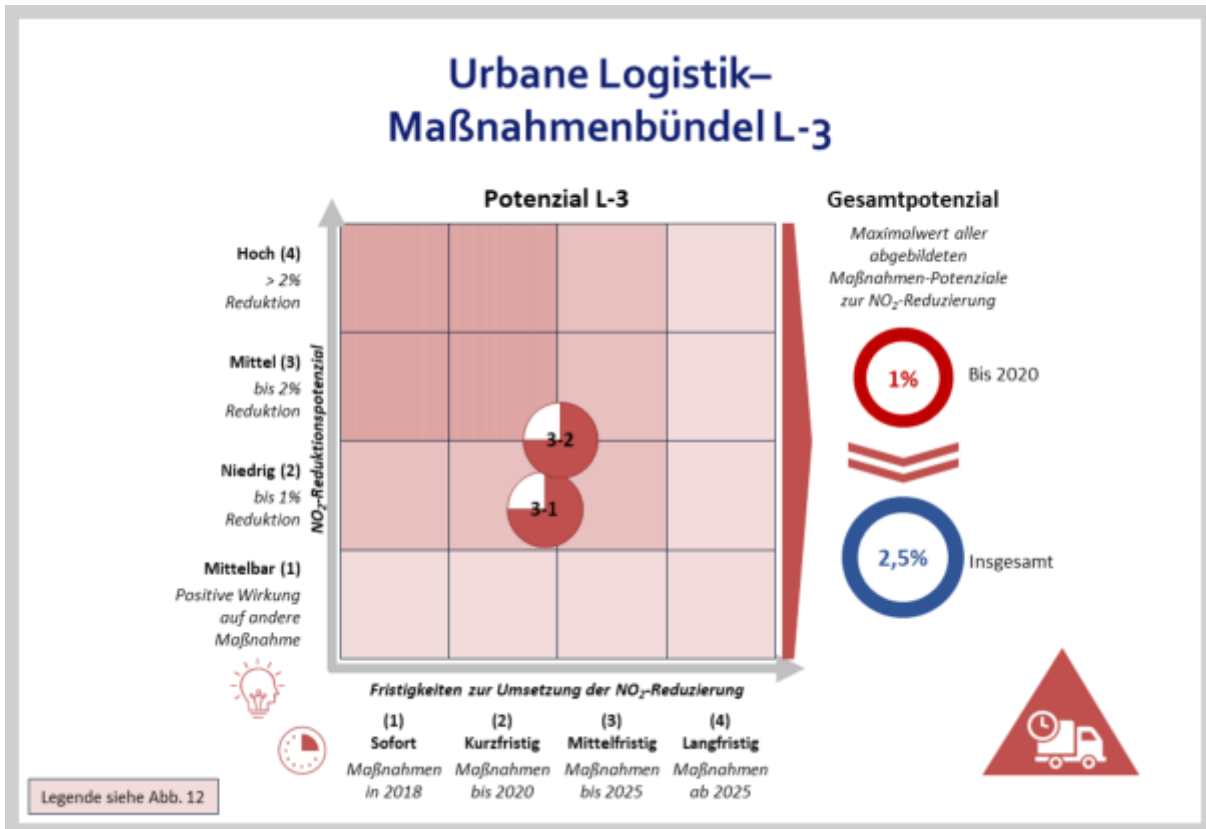 Urbane Logistik–
Maßnahmenbündel L-3
Potenzial L-3
Gesamtpotenzial
Maximalwert aller
abgebildeten
Maßnahmen-Potenziale
zur NO₂-Reduzierung
NO₂-Reduktionspotenzial
Hoch (4)
> 2%
Reduktion
Mittel (3)
bis 2%
Reduktion
Niedrig (2)
bis 1%
Reduktion
Mittelbar (1)
Positive Wirkung
auf andere
Maßnahme
3-2
3-1
1%
Bis 2020
2,5%
Insgesamt
Fristigkeiten zur Umsetzung der NO₂-Reduzierung
(1)
Sofort
Maßnahmen
in 2018
(2)
Kurzfristig
Maßnahmen
bis 2020
(3)
Mittelfristig
Maßnahmen
bis 2025
(4)
Langfristig
Maßnahmen
ab 2025
Legende siehe Abb. 12